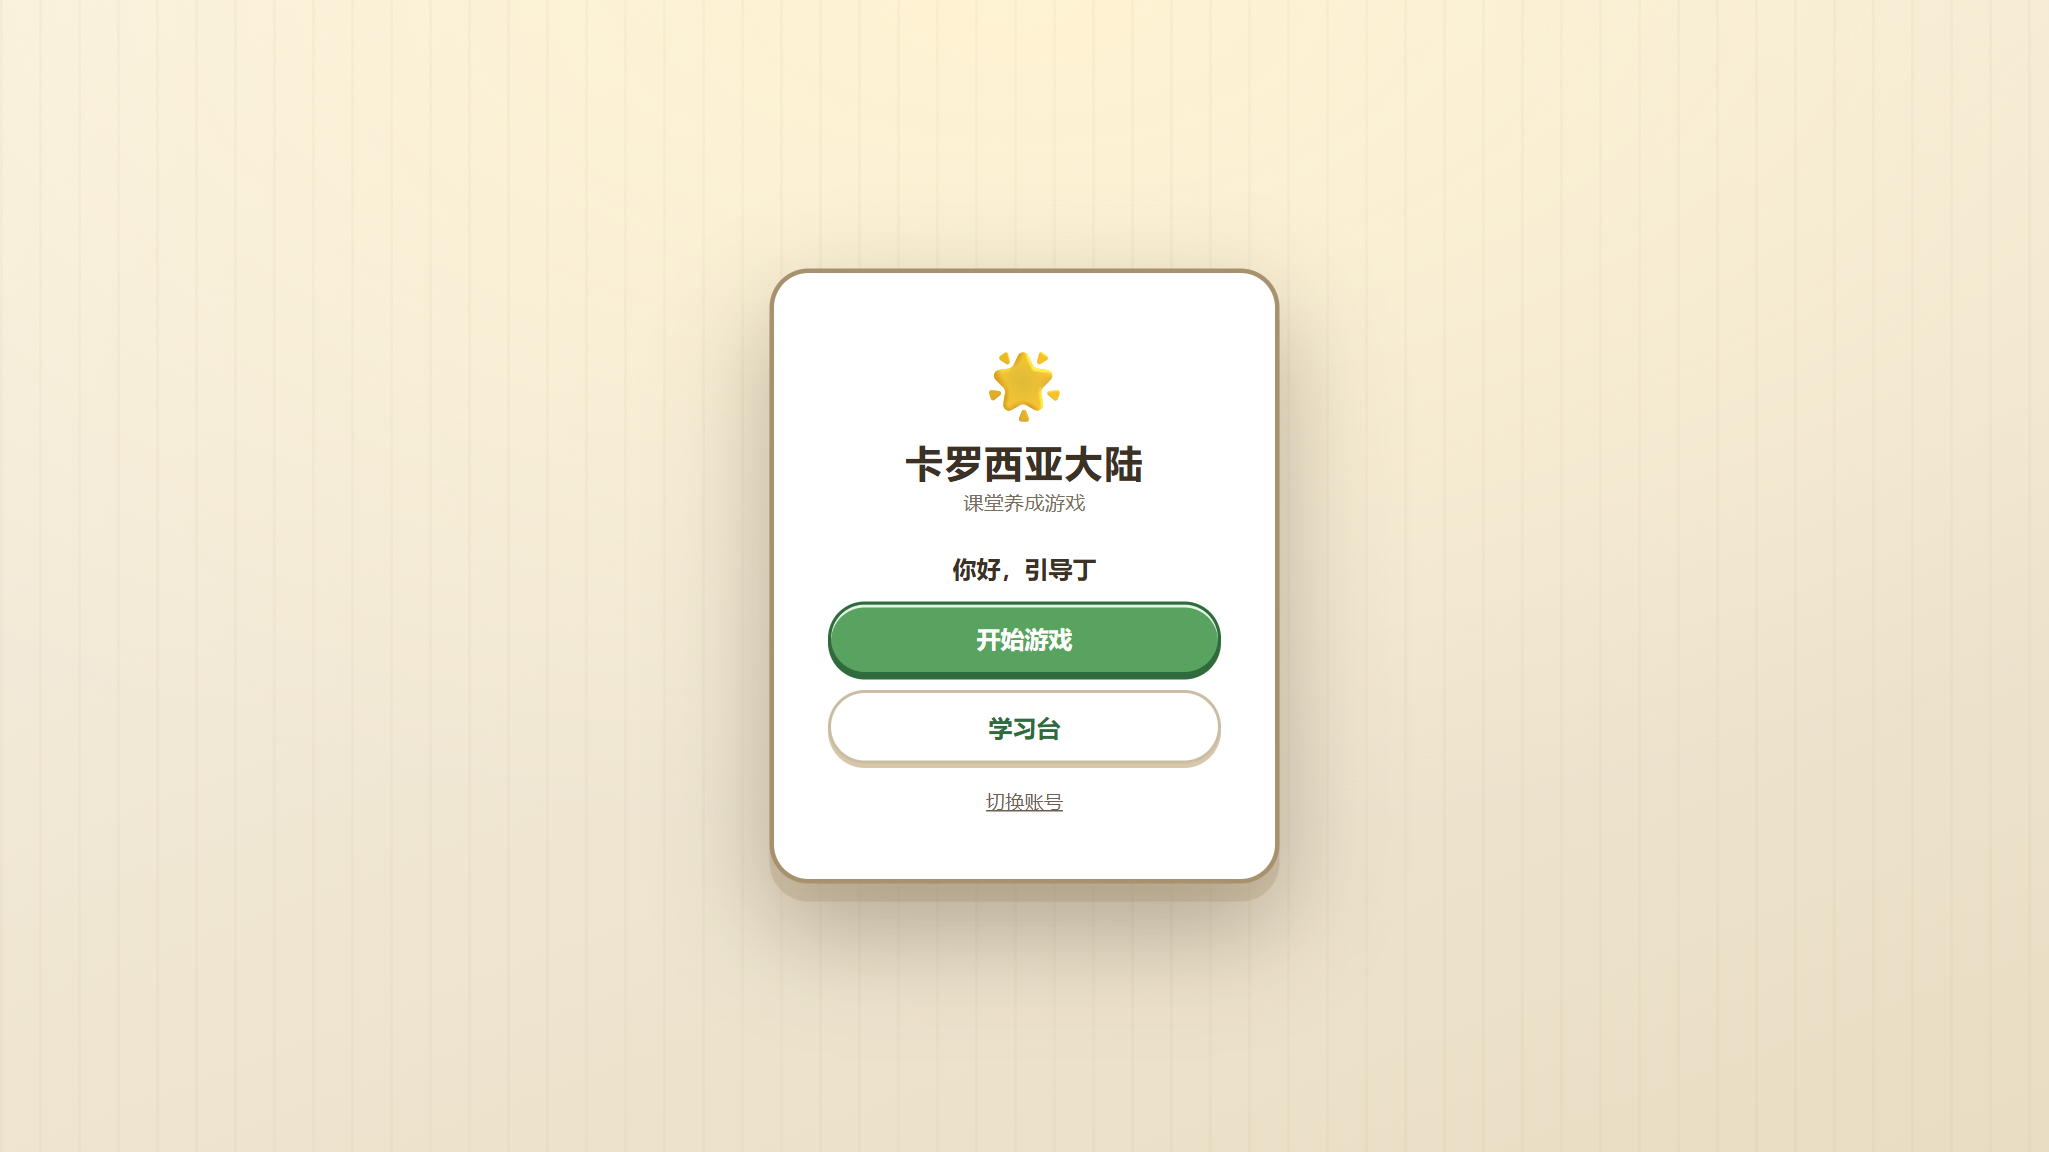 卡罗西亚大陆
课堂养成游戏
你好，引导丁
开始游戏
学习台
切换账号